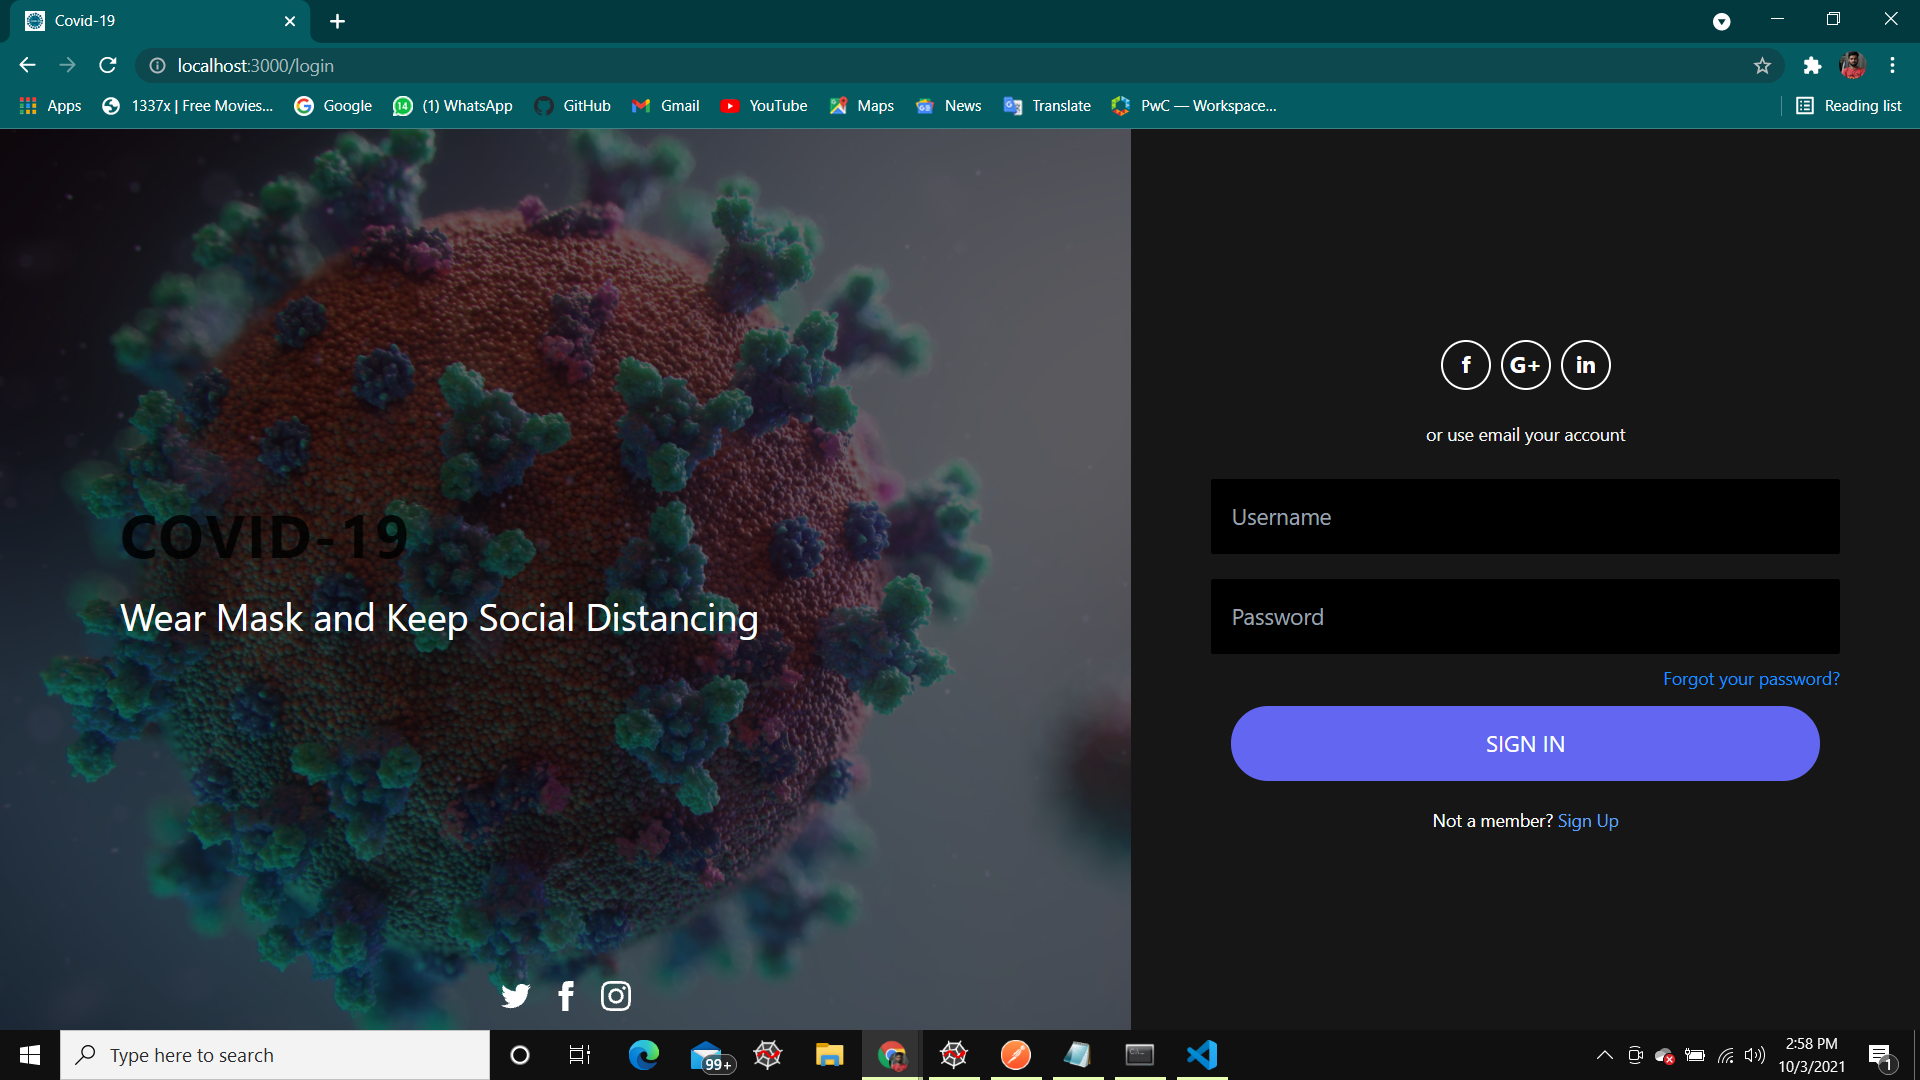 Covid-19
localhost:3000/login
Apps
1337x | Free Movies...
Google
14
(1) WhatsApp
GitHub
Gmail
YouTube
Maps
News
Translate
PwC — Workspace...
Reading list
COVID-19
Wear Mask and Keep Social Distancing
f
G+
in
or use email your account
Username
Password
Forgot your password?
SIGN IN
Not a member? Sign Up
Type here to search
99+
2:58 PM
10/3/2021
1